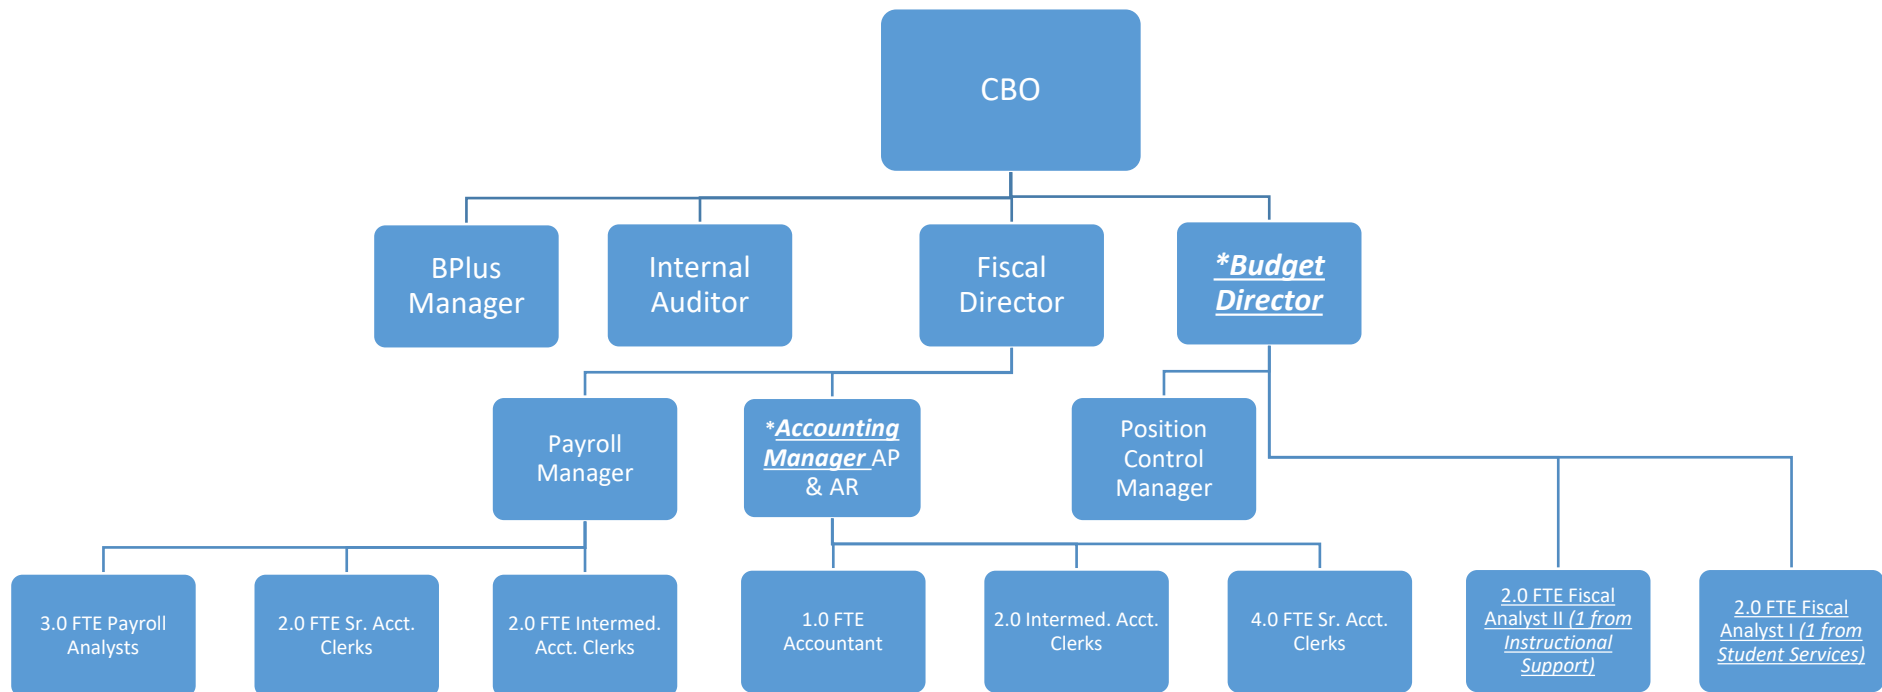 CBO
BPlus
Manager
Internal
Auditor
Fiscal
Director
*Budget
Director
Payroll
Manager
*Accounting
Manager AP
& AR
Position
Control
Manager
3.0 FTE Payroll
Analysts
2.0 FTE Sr. Acct.
Clerks
2.0 FTE Intermed.
Acct. Clerks
1.0 FTE
Accountant
2.0 Intermed. Acct.
Clerks
4.0 FTE Sr. Acct.
Clerks
2.0 FTE Fiscal
Analyst II (1 from
Instructional
Support)
2.0 FTE Fiscal
Analyst I (1 from
Student Services)